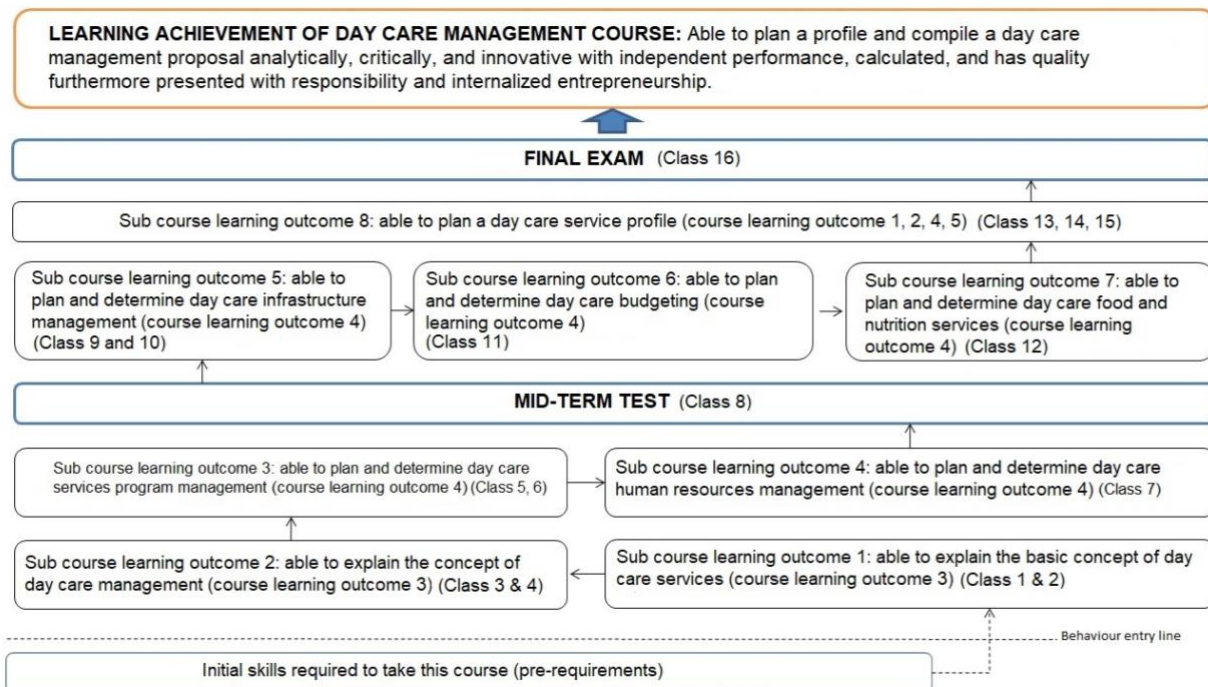 LEARNING ACHIEVEMENT OF DAY CARE MANAGEMENT COURSE: Able to plan a profile and compile a day care
management proposal analytically, critically, and innovative with independent performance, calculated, and has quality
furthermore presented with responsibility and internalized entrepreneurship.
FINAL EXAM (Class 16)
Sub course learning outcome 8: able to plan a day care service profile (course learning outcome 1, 2, 4, 5) (Class 13, 14, 15)
Sub course learning outcome 5: able to
plan and determine day care infrastructure
management (course learning outcome 4)
(Class 9 and 10)
Sub course learning outcome 6: able to plan
and determine day care budgeting (course
learning outcome 4)
(Class 11)
Sub course learning outcome 7: able to
plan and determine day care food and
nutrition services (course learning
outcome 4) (Class 12)
MID-TERM TEST (Class 8)
Sub course learning outcome 3: able to plan and determine day care
services program management (course learning outcome 4) (Class 5, 6)
Sub course learning outcome 4: able to plan and determine day care
human resources management (course learning outcome 4) (Class 7)
Sub course learning outcome 2: able to explain the concept of
day care management (course learning outcome 3) (Class 3 & 4)
Sub course learning outcome 1: able to explain the basic concept of day
care services (course learning outcome 3) (Class 1 & 2)
Behaviour entry line
Initial skills required to take this course (pre-requirements)